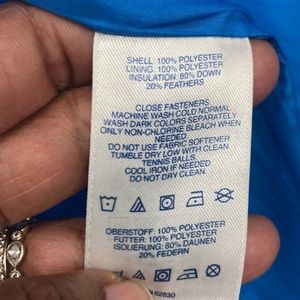 SHELL: 100% POLYESTER
LINING: 100% POLYESTER
INSULATION: 80% DOWN
20% FEATHERS
CLOSE FASTENERS
MACHINE WASH COLD NORMAL
WASH DARK COLORS SEPARATELY
ONLY NON-CHLORINE BLEACH WHEN
NEEDED
DO NOT USE FABRIC SOFTENER
TUMBLE DRY LOW WITH CLEAN
TENNIS BALLS,
COOL IRON IF NEEDED
DO NOT DRY CLEAN
OBERSTOFF: 100% POLYESTER
FUTTER: 100% POLYESTER
ISOLIERUNG: 80% DAUNEN
20% FEDERN
62830